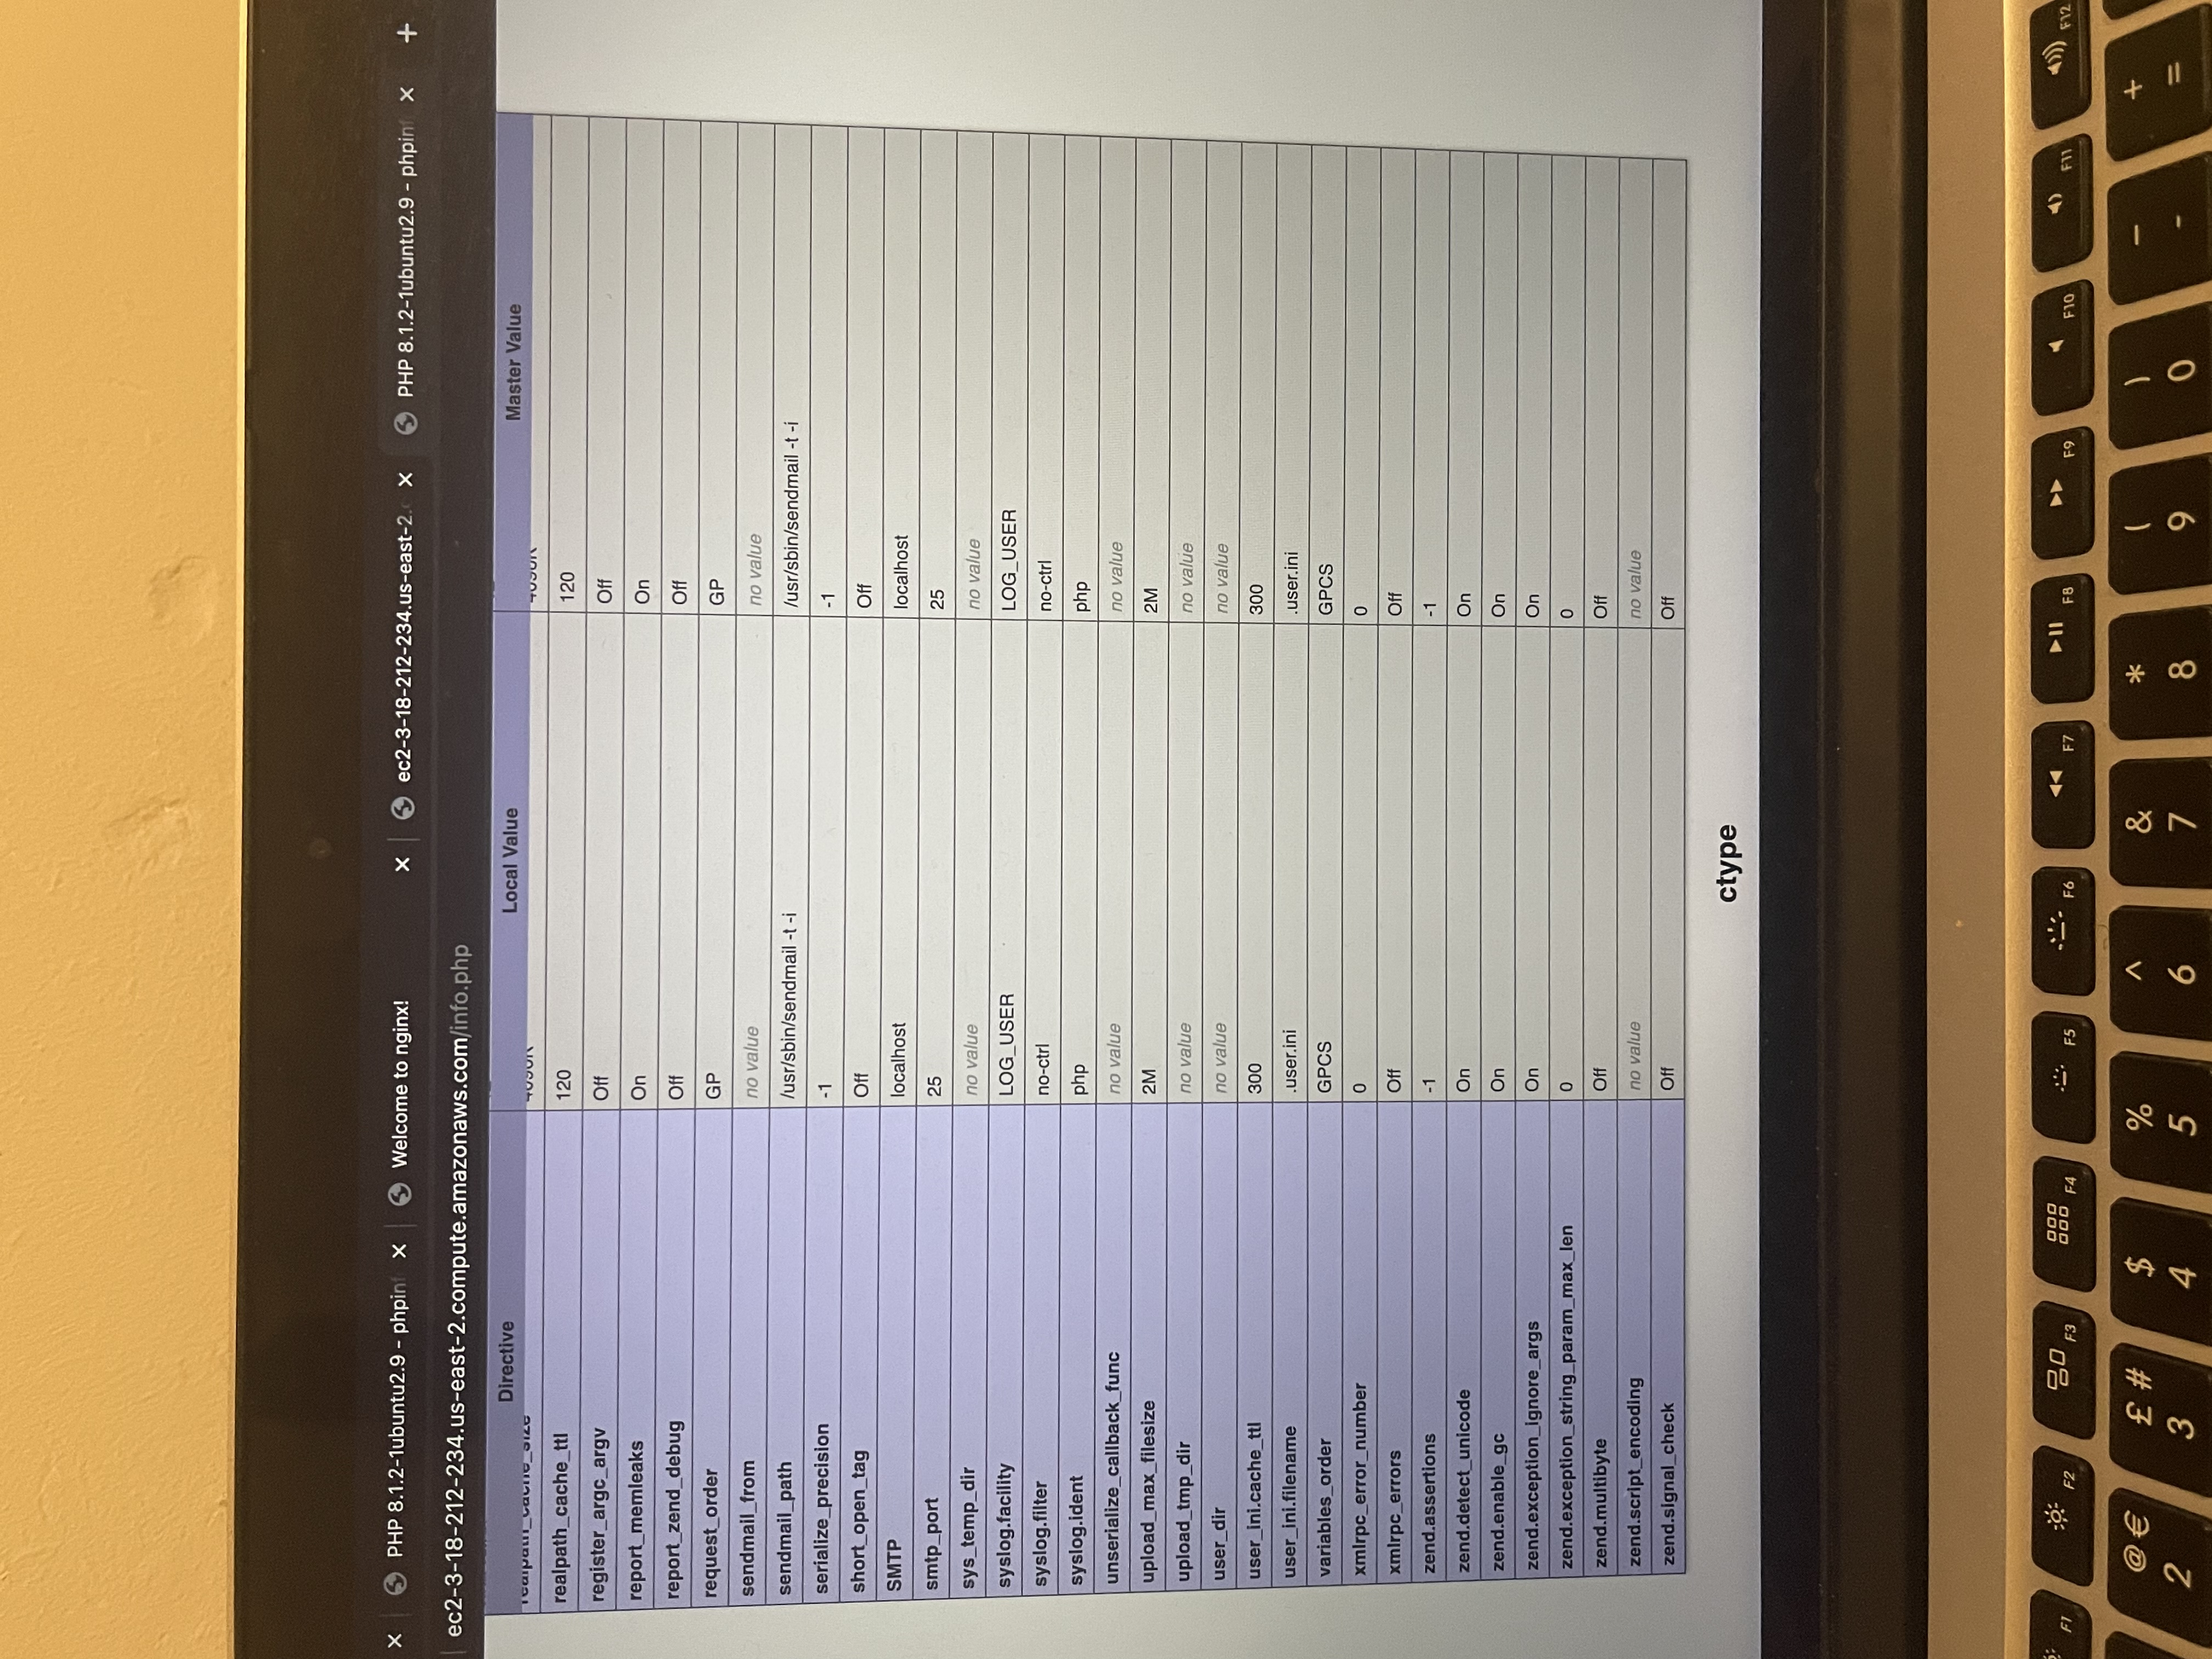 PHP 8.1.2-1ubuntu2.9 - phpin
Welcome to nginx!
ec2-3-18-212-234.us-east-2.
PHP 8.1.2-1ubuntu2.9 - phpin
ec2-3-18-212-234.us-east-2.compute.amazonaws.com/info.php
Directive Local Value Master Value
realpath_cache_size 4096K 4096K
realpath_cache_ttl 120 120
register_argc_argv Off Off
report_memleaks On On
report_zend_debug Off Off
request_order GP GP
sendmail_from no value no value
sendmail_path /usr/sbin/sendmail -t -i /usr/sbin/sendmail -t -i
serialize_precision -1 -1
short_open_tag Off Off
SMTP localhost localhost
smtp_port 25 25
sys_temp_dir no value no value
syslog.facility LOG_USER LOG_USER
syslog.filter no-ctrl no-ctrl
syslog.ident php php
unserialize_callback_func no value no value
upload_max_filesize 2M 2M
upload_tmp_dir no value no value
user_dir no value no value
user_ini.cache_ttl 300 300
user_ini.filename .user.ini .user.ini
variables_order GPCS GPCS
xmlrpc_error_number 0 0
xmlrpc_errors Off Off
zend.assertions -1 -1
zend.detect_unicode On On
zend.enable_gc On On
zend.exception_ignore_args On On
zend.exception_string_param_max_len 0 0
zend.multibyte Off Off
zend.script_encoding no value no value
zend.signal_check Off Off
ctype
F1 F2 F3 F4 F5 F6 F7 F8 F9 F10 F11 F12
@ € £ # $ % ^ & * ( ) _ +
2 3 4 5 6 7 8 9 0 - =